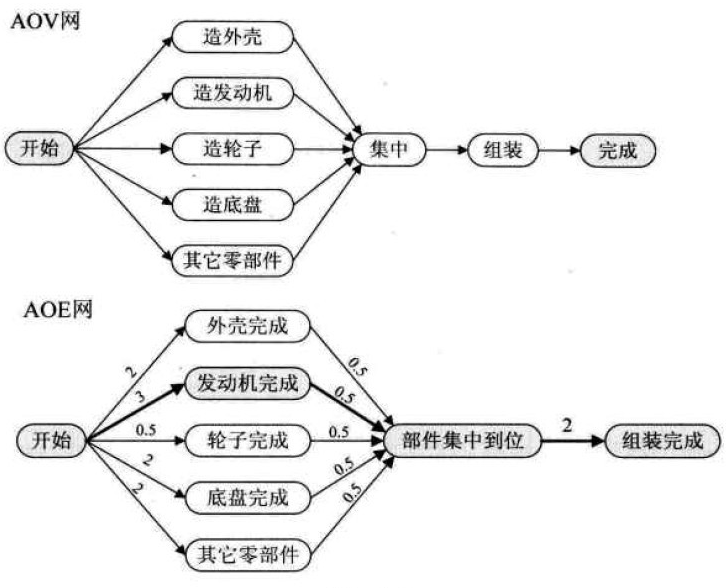 AOV网
造外壳
造发动机
开始
造轮子
集中
组装
完成
造底盘
其它零部件
AOE网
外壳完成
2
0.5
发动机完成
3
0.5
开始
0.5
轮子完成
0.5
部件集中到位
2
组装完成
2
底盘完成
0.5
2
其它零部件
0.5